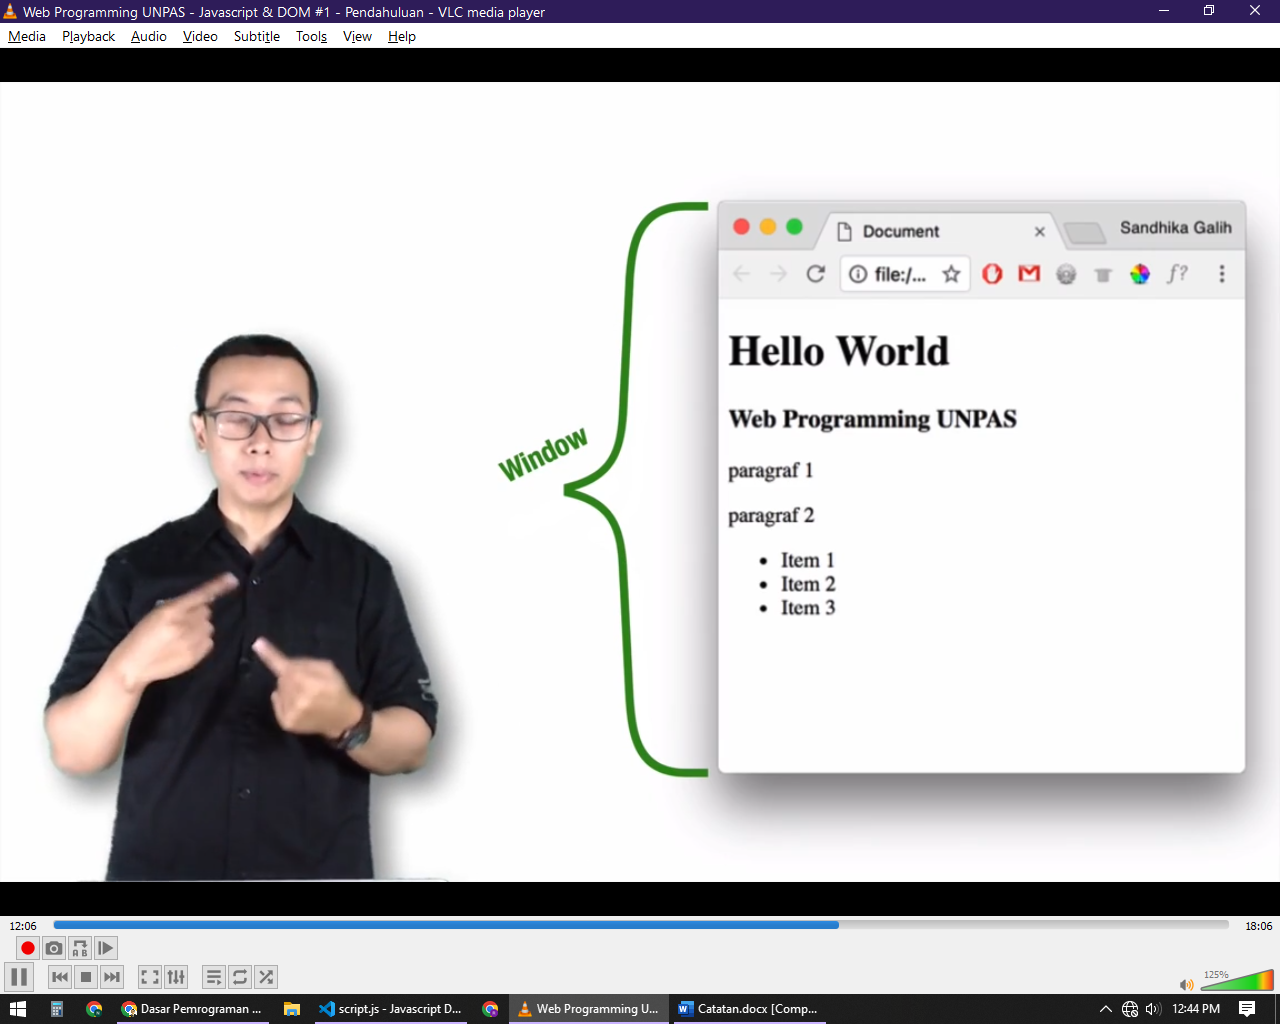 Web Programming UNPAS - Javascript & DOM #1 - Pendahuluan - VLC media player
Media Playback Audio Video Subtitle Tools View Help
Document
Sandhika Galih
file:/...
f?
Hello World
Web Programming UNPAS
paragraf 1
paragraf 2
Item 1
Item 2
Item 3
Window
12:06
18:06
A B
125%
Dasar Pemrograman ...
script.js - Javascript D...
Web Programming U...
Catatan.docx [Comp...
12:44 PM